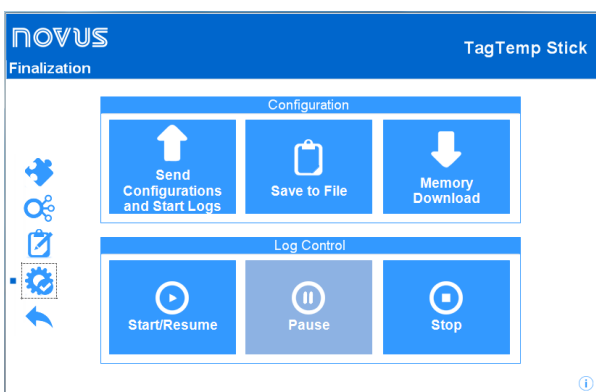 NOVUS
TagTemp Stick
Finalization
Configuration
Send
Configurations
and Start Logs
Save to File
Memory
Download
Log Control
Start/Resume
Pause
Stop